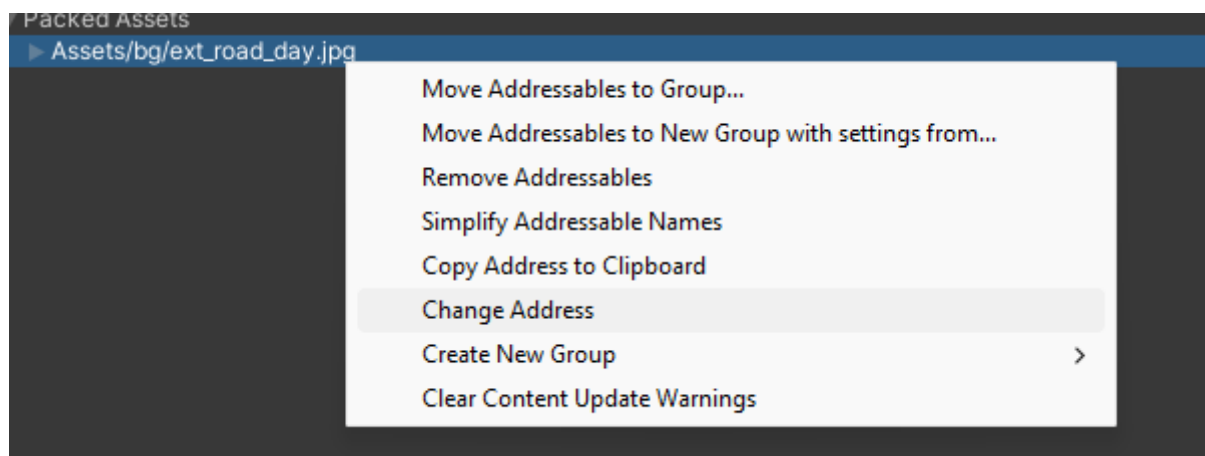 Packed Assets
Assets/bg/ext_road_day.jpg
Move Addressables to Group...
Move Addressables to New Group with settings from...
Remove Addressables
Simplify Addressable Names
Copy Address to Clipboard
Change Address
Create New Group
Clear Content Update Warnings